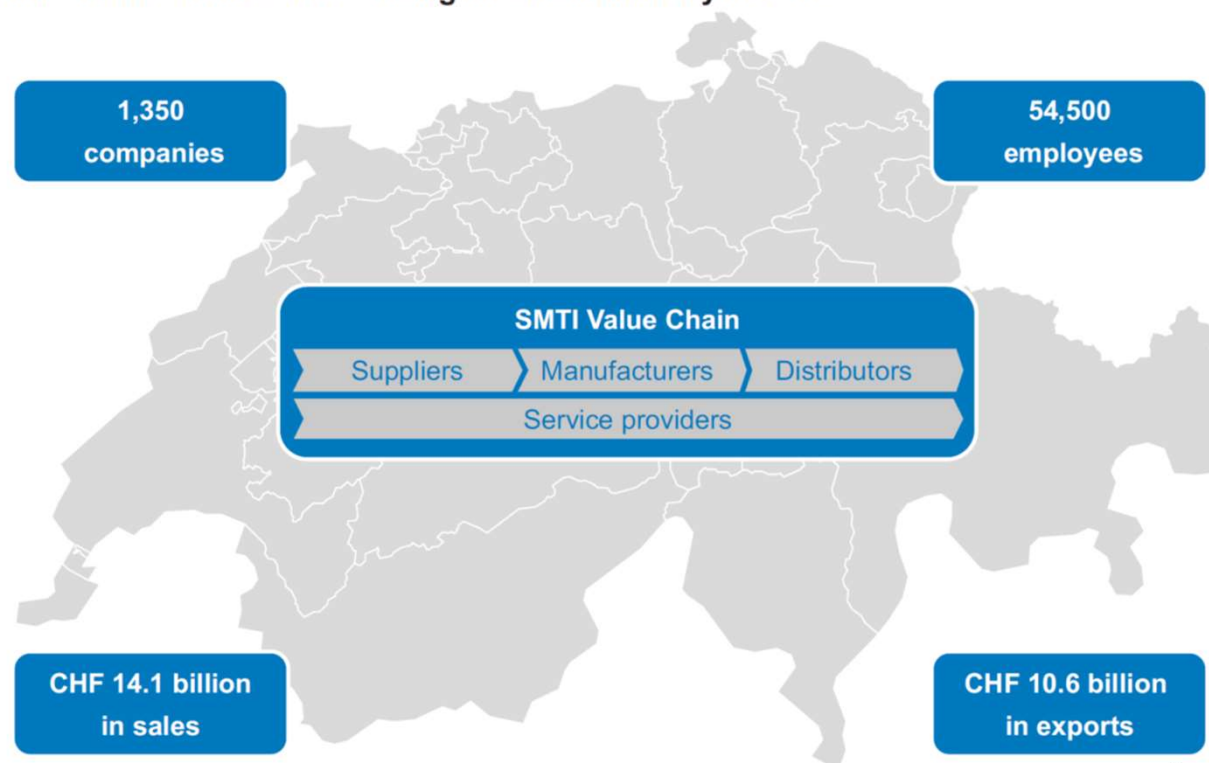 1,350
companies
54,500
employees
SMTI Value Chain
Suppliers
Manufacturers
Distributors
Service providers
CHF 14.1 billion
in sales
CHF 10.6 billion
in exports